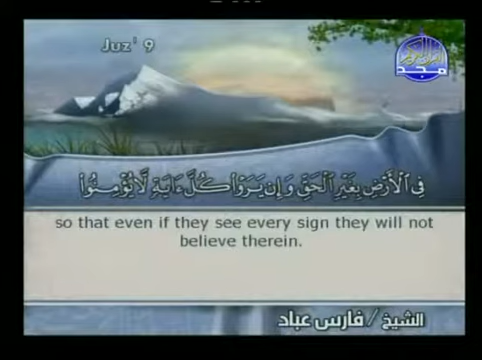 Juz' 9
مجد
فِي ٱلْأَرْضِ بِغَيْرِ ٱلْحَقِّ وَإِن يَرَوْا۟ كُلَّ ءَايَةٍ لَّا يُؤْمِنُوا۟
so that even if they see every sign they will not
believe therein.
الشيخ / فارس عباد